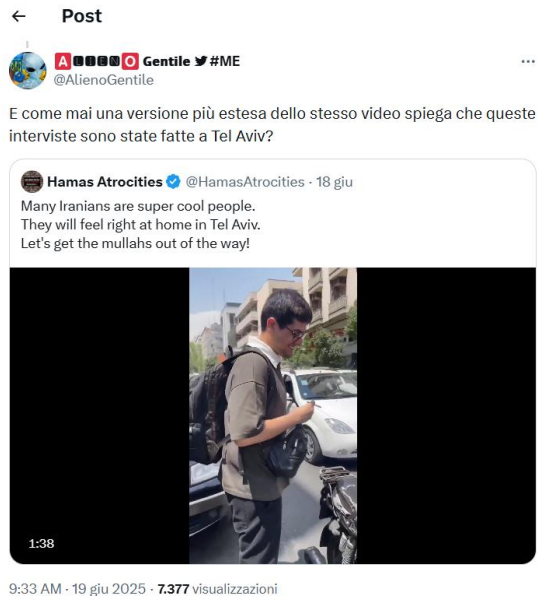 Post
ALIENO Gentile #ME
@AlienoGentile
E come mai una versione più estesa dello stesso video spiega che queste
interviste sono state fatte a Tel Aviv?
Hamas Atrocities @HamasAtrocities · 18 giu
Many Iranians are super cool people.
They will feel right at home in Tel Aviv.
Let's get the mullahs out of the way!
1:38
9:33 AM · 19 giu 2025 · 7.377 visualizzazioni